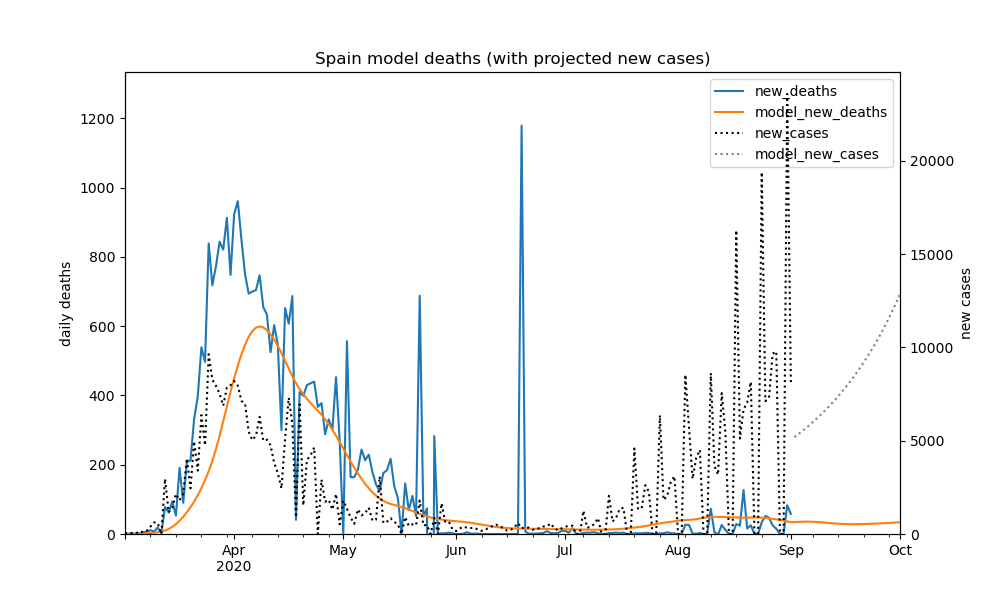 Spain model deaths (with projected new cases)
new_deaths
model_new_deaths
new_cases
model_new_cases
1200
1000
800
600
400
200
0
daily deaths
20000
15000
10000
5000
0
new cases
Apr
2020
May
Jun
Jul
Aug
Sep
Oct